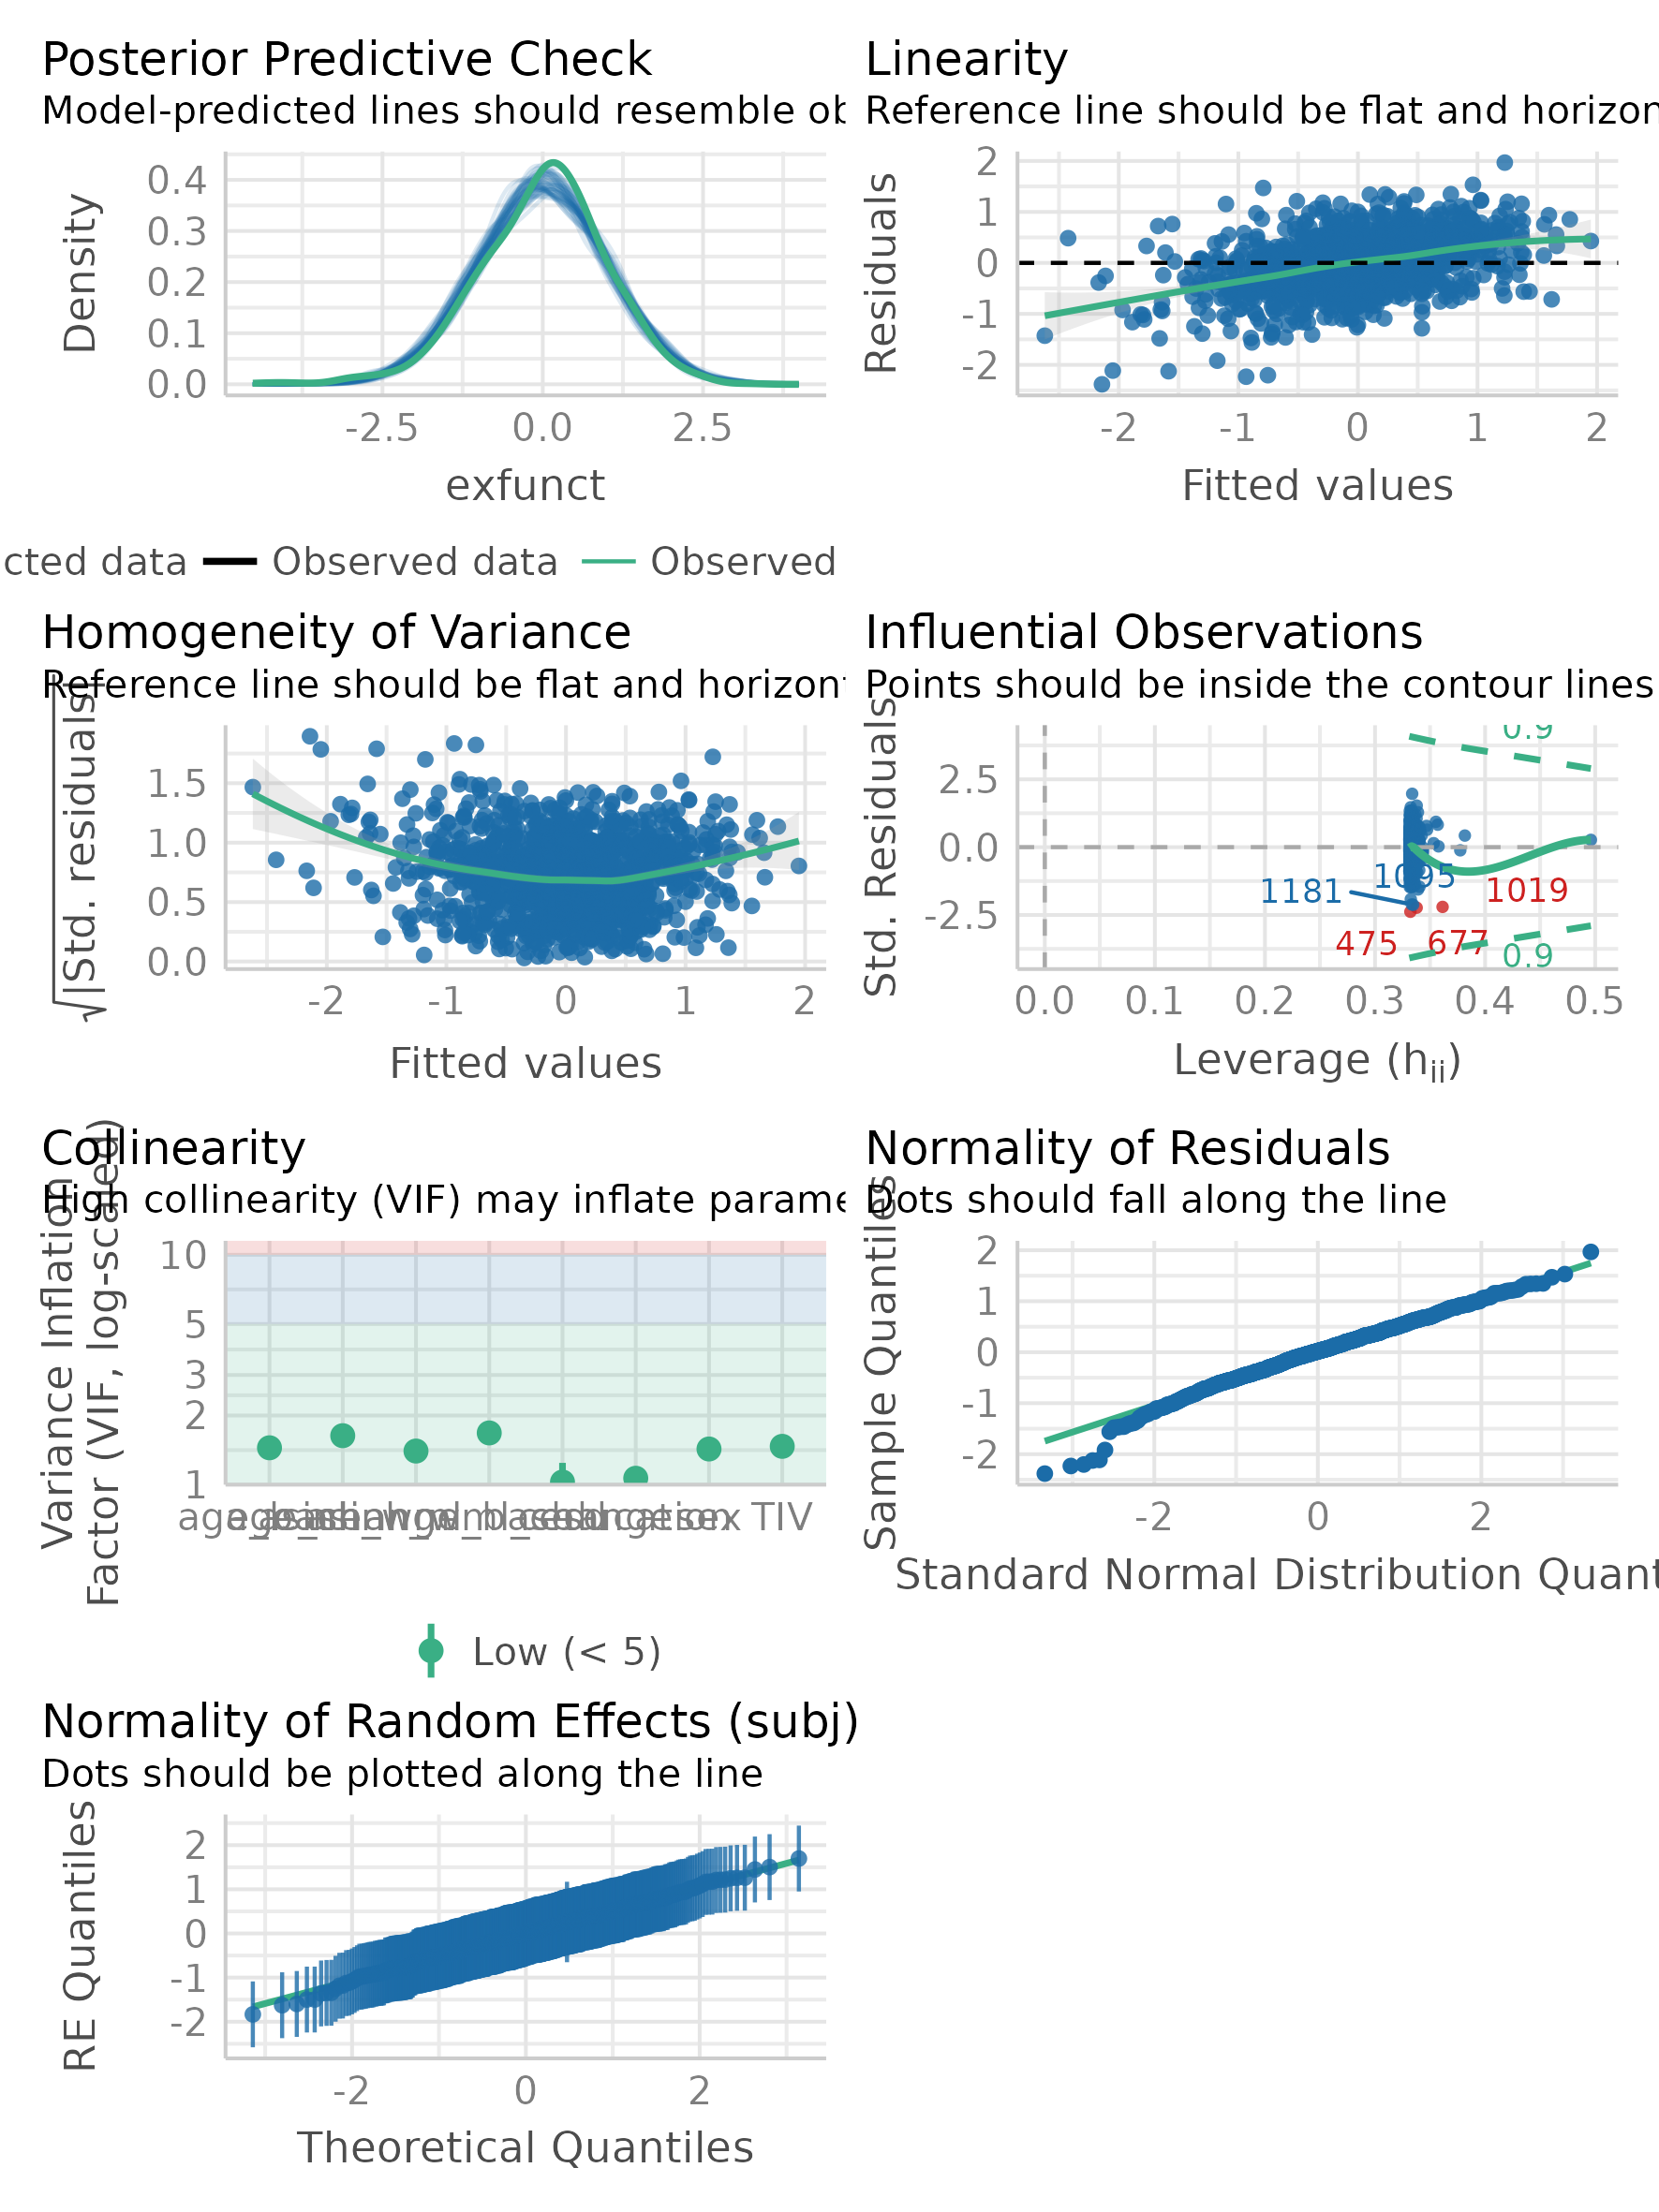 Posterior Predictive Check
Model-predicted lines should resemble ob
Density
0.4
0.3
0.2
0.1
0.0
-2.5 0.0 2.5
exfunct
cted data Observed data Observed
Linearity
Reference line should be flat and horizon
Residuals
2
1
0
-1
-2
-2 -1 0 1 2
Fitted values
Homogeneity of Variance
Reference line should be flat and horizont
√|Std. residuals|
1.5
1.0
0.5
0.0
-2 -1 0 1 2
Fitted values
Influential Observations
Points should be inside the contour lines
Std. Residuals
2.5
0.0
-2.5
0.9
1095
1181
1019
475 677
0.9
0.0 0.1 0.2 0.3 0.4 0.5
Leverage (hii)
Collinearity
High collinearity (VIF) may inflate parame
Variance Inflation
Factor (VIF, log-scaled)
10
5
3
2
1
TIV
Low (< 5)
Normality of Residuals
Dots should fall along the line
Sample Quantiles
2
1
0
-1
-2
-2 0 2
Standard Normal Distribution Quant
Normality of Random Effects (subj)
Dots should be plotted along the line
RE Quantiles
2
1
0
-1
-2
-2 0 2
Theoretical Quantiles